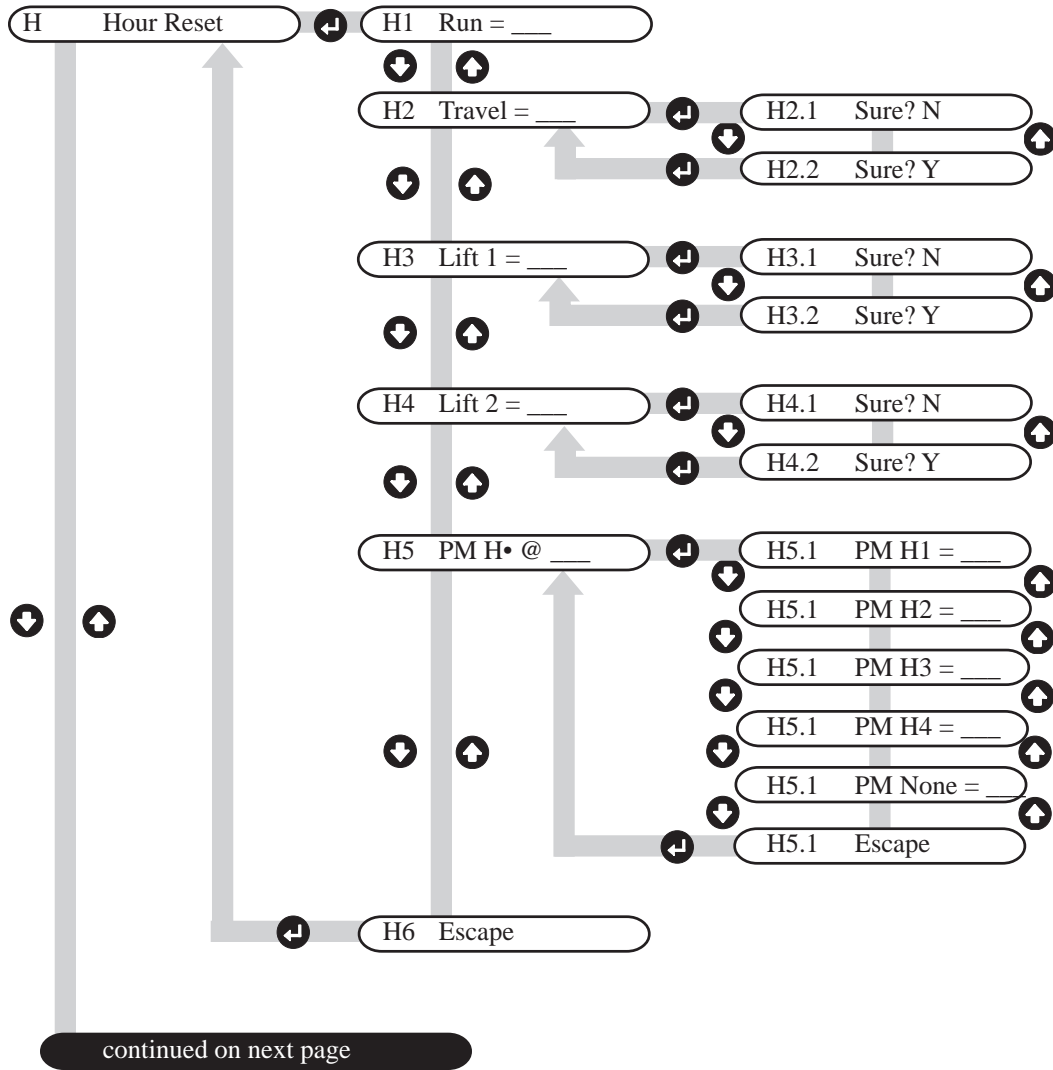 H Hour Reset
H1 Run = ___
H2 Travel = ___
H2.1 Sure? N
H2.2 Sure? Y
H3 Lift 1 = ___
H3.1 Sure? N
H3.2 Sure? Y
H4 Lift 2 = ___
H4.1 Sure? N
H4.2 Sure? Y
H5 PM H• @ ___
H5.1 PM H1 = ___
H5.1 PM H2 = ___
H5.1 PM H3 = ___
H5.1 PM H4 = ___
H5.1 PM None = ___
H5.1 Escape
H6 Escape
continued on next page